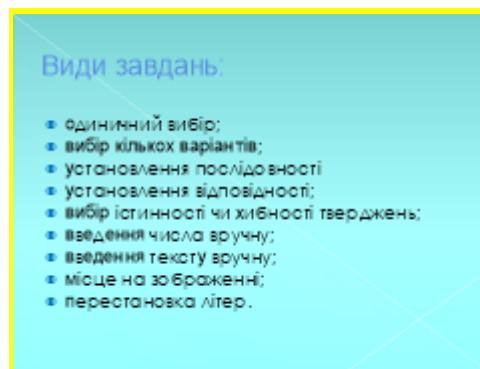 Види завдань:
одиничний вибір;
вибір кількох варіантів;
установлення послідовності
установлення відповідності;
вибір істинності чи хибності тверджень;
введення числа вручну;
введення тексту вручну;
місце на зображенні;
перестановка літер.